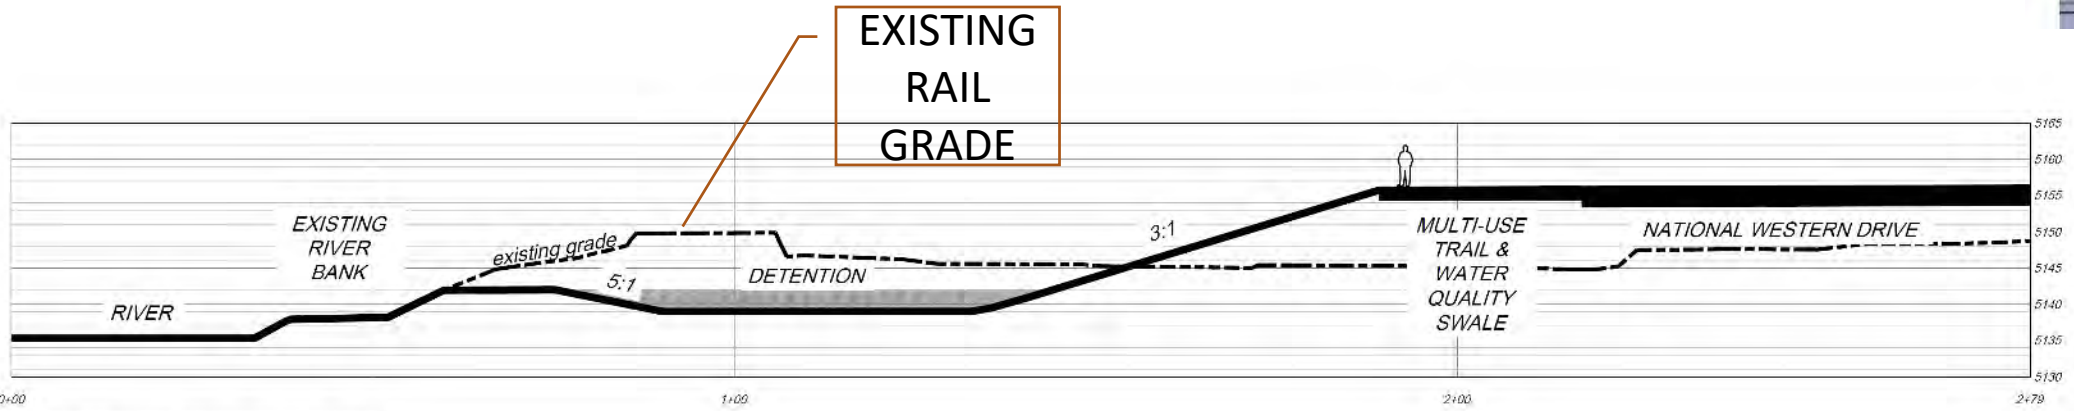 EXISTING
RAIL
GRADE
5165
5160
5155
5150
5145
5140
5135
5130
EXISTING
RIVER
BANK
existing grade
3:1
MULTI-USE
TRAIL &
WATER
QUALITY
SWALE
NATIONAL WESTERN DRIVE
5:1
DETENTION
RIVER
0+00
1+00
2+00
2+79